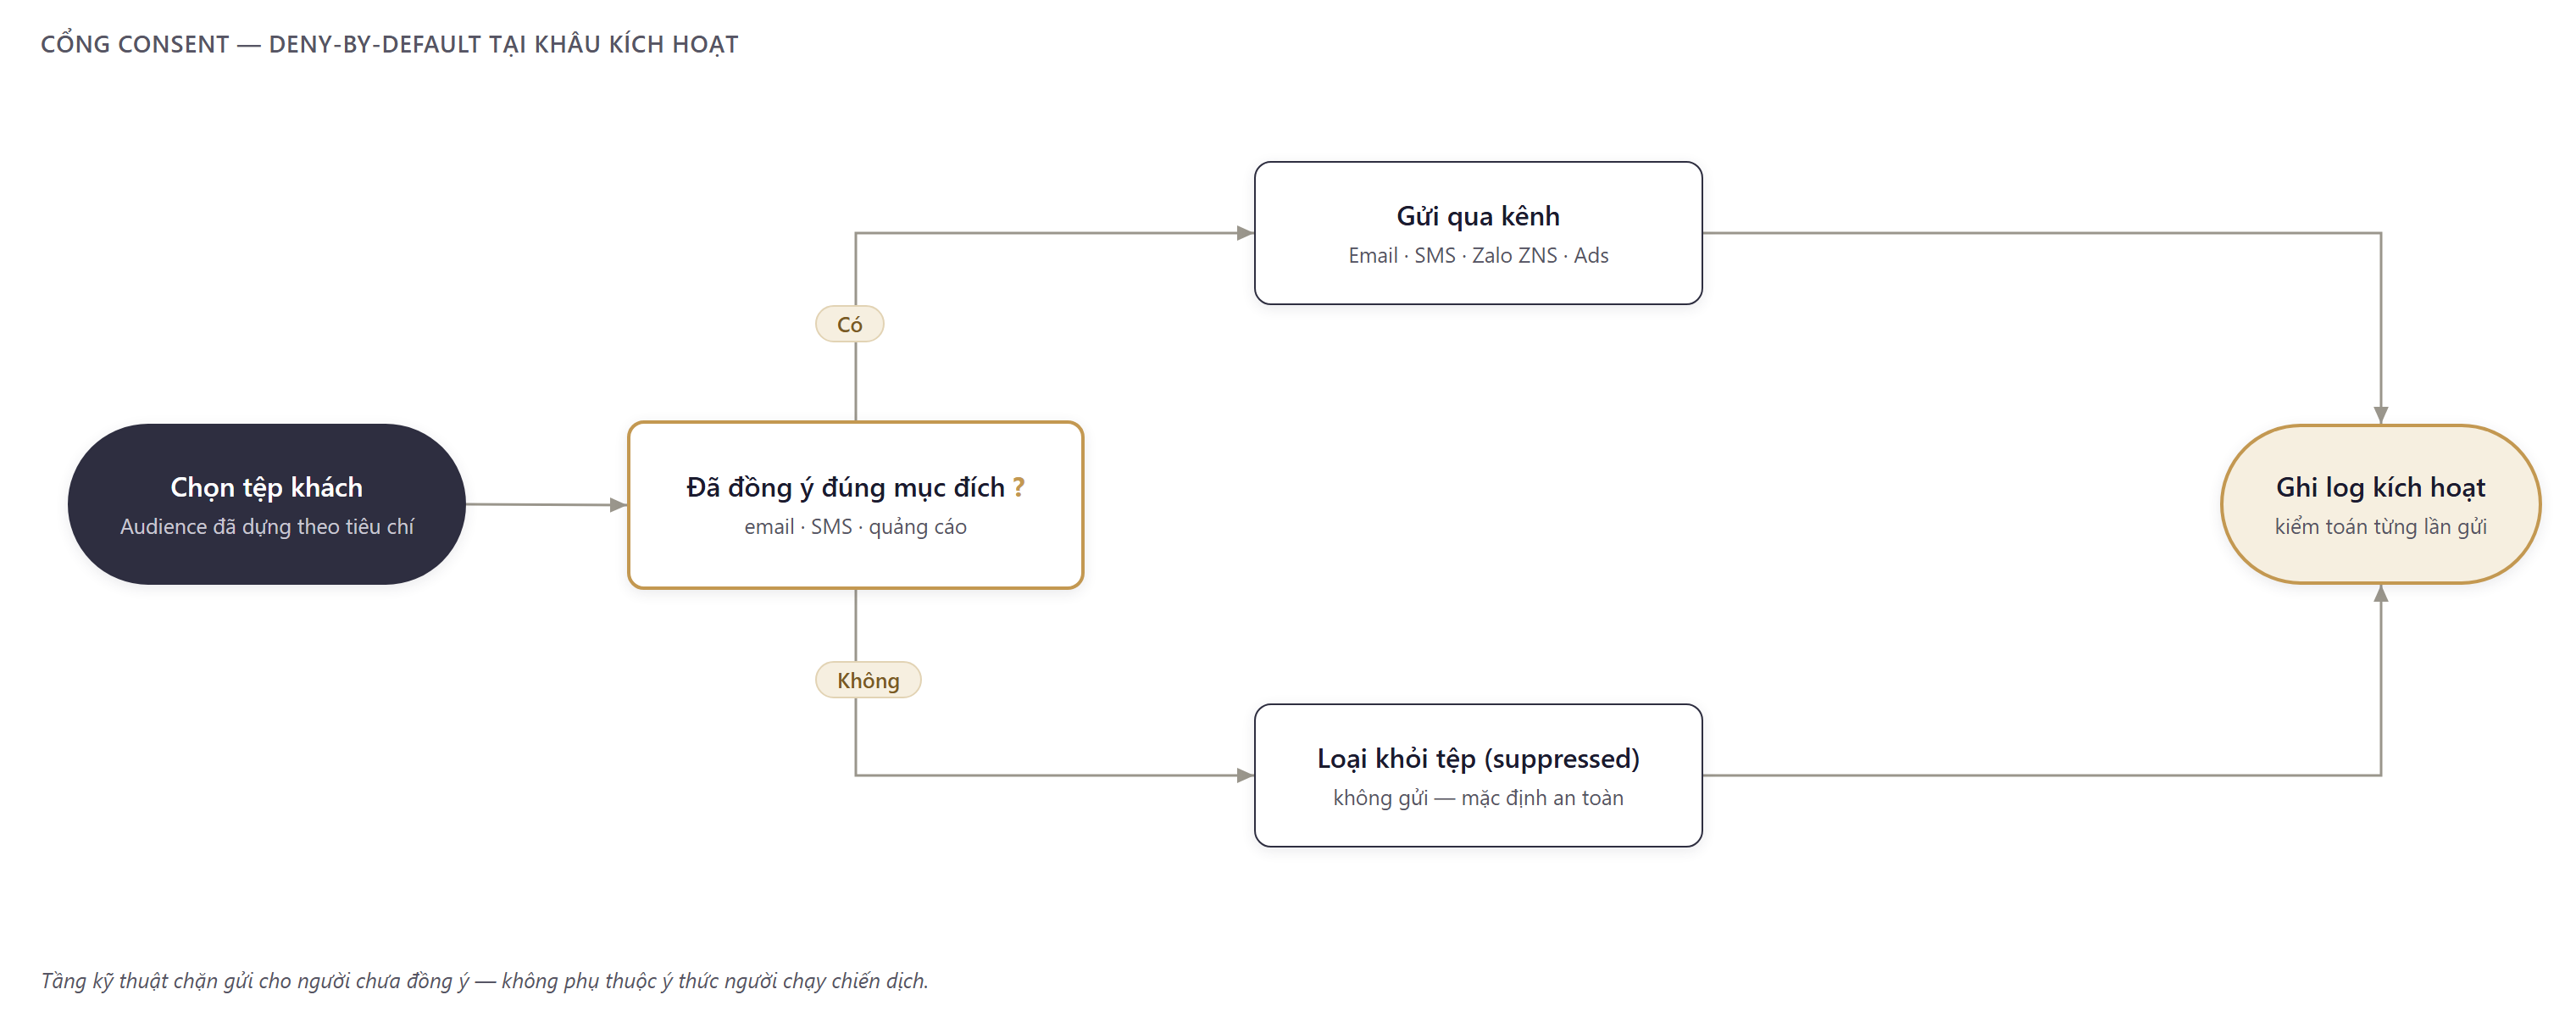 CỔNG CONSENT — DENY-BY-DEFAULT TẠI KHÂU KÍCH HOẠT
Gửi qua kênh
Email · SMS · Zalo ZNS · Ads
Có
Chọn tệp khách
Audience đã dựng theo tiêu chí
Đã đồng ý đúng mục đích ?
email · SMS · quảng cáo
Ghi log kích hoạt
kiểm toán từng lần gửi
Không
Loại khỏi tệp (suppressed)
không gửi — mặc định an toàn
Tầng kỹ thuật chặn gửi cho người chưa đồng ý — không phụ thuộc ý thức người chạy chiến dịch.